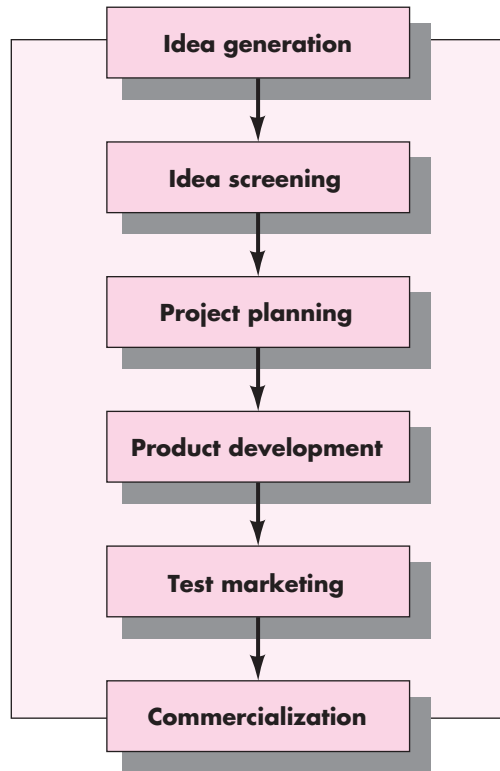 Idea generation
Idea screening
Project planning
Product development
Test marketing
Commercialization